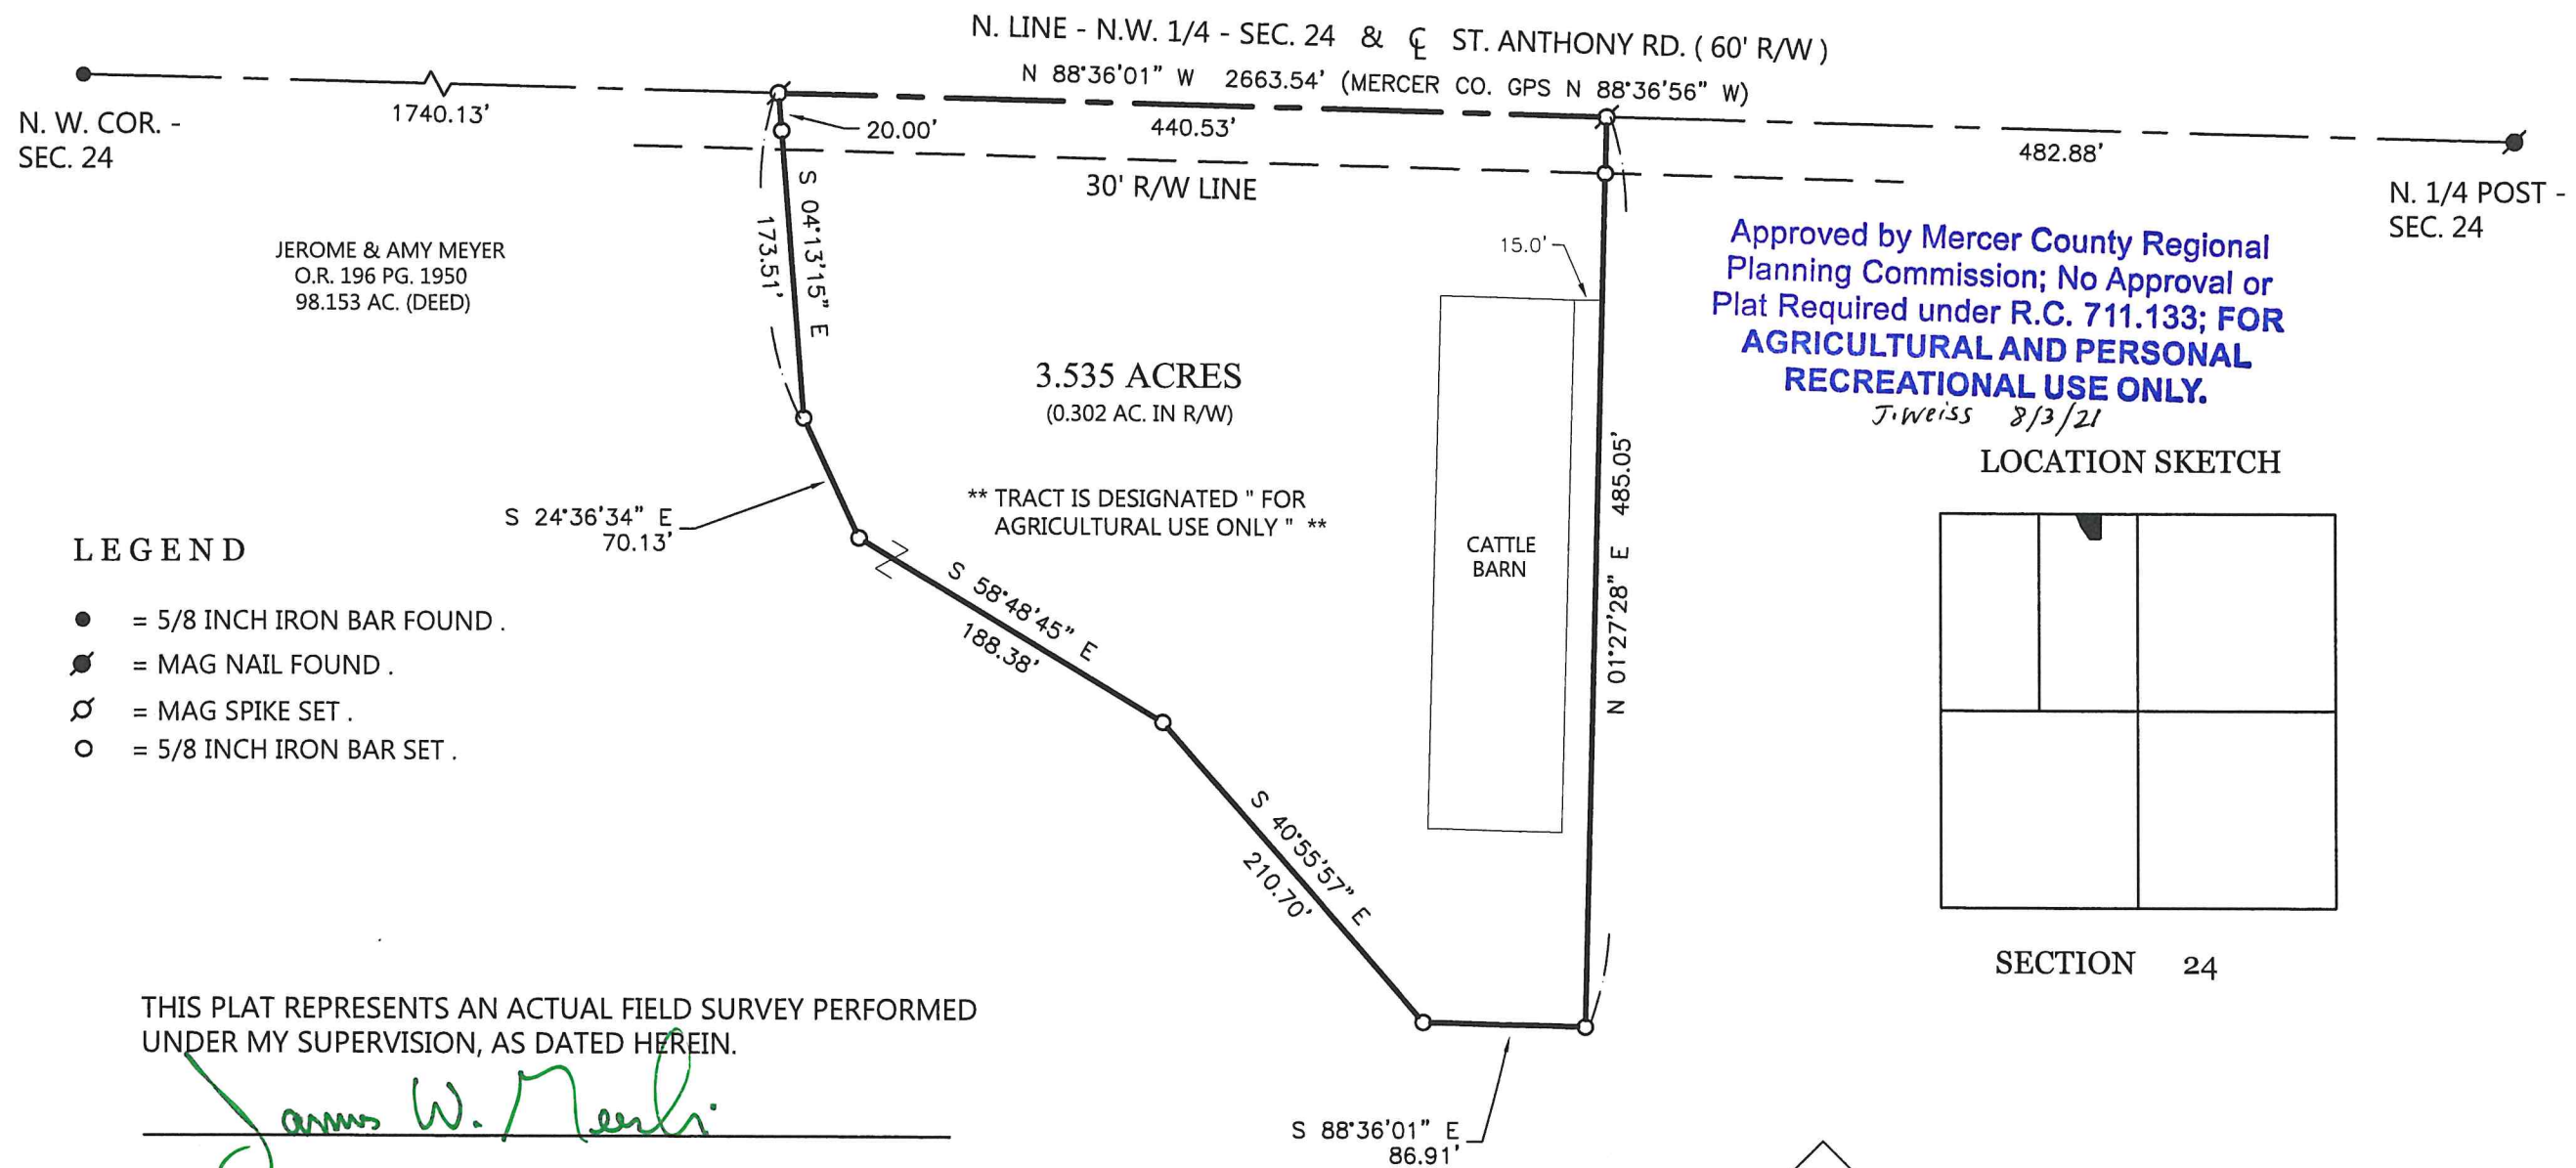 N. LINE - N.W. 1/4 - SEC. 24 & ℄ ST. ANTHONY RD. ( 60' R/W )
N 88°36'01" W 2663.54' (MERCER CO. GPS N 88°36'56" W)
N. W. COR. -
SEC. 24
1740.13'
20.00'
440.53'
482.88'
N. 1/4 POST -
SEC. 24
30' R/W LINE
S 04°13'15" E
173.51'
JEROME & AMY MEYER
O.R. 196 PG. 1950
98.153 AC. (DEED)
15.0'
Approved by Mercer County Regional
Planning Commission; No Approval or
Plat Required under R.C. 711.133; FOR
AGRICULTURAL AND PERSONAL
RECREATIONAL USE ONLY.
J. Weiss 8/3/21
3.535 ACRES
(0.302 AC. IN R/W)
** TRACT IS DESIGNATED " FOR
AGRICULTURAL USE ONLY " **
S 24°36'34" E
70.13'
CATTLE
BARN
N 01°27'28" E 485.05'
LOCATION SKETCH
LEGEND
= 5/8 INCH IRON BAR FOUND .
= MAG NAIL FOUND .
= MAG SPIKE SET .
= 5/8 INCH IRON BAR SET .
S 58°48'45" E
188.38'
S 40°55'57" E
210.70'
SECTION 24
THIS PLAT REPRESENTS AN ACTUAL FIELD SURVEY PERFORMED
UNDER MY SUPERVISION, AS DATED HEREIN.
James W.
S 88°36'01" E
86.91'